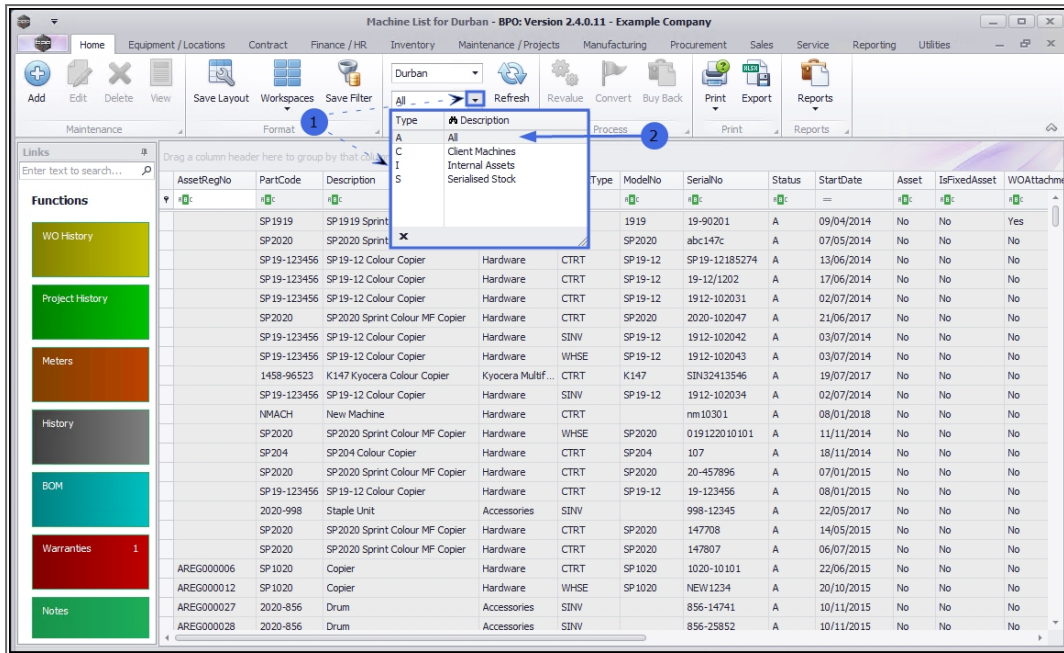 Machine List for Durban - BPO: Version 2.4.0.11 - Example Company
BPO Home Equipment / Locations Contract Finance / HR Inventory Maintenance / Projects Manufacturing Procurement Sales Service Reporting Utilities
Durban
Add Edit Delete View Save Layout Workspaces Save Filter All Refresh Revalue Convert Buy Back Print Export Reports
Maintenance Format Process Print Reports
1
2
Type Description
A All
C Client Machines
I Internal Assets
S Serialised Stock
x
Links
Enter text to search...
Functions
WO History
Project History
Meters
History
BOM
Warranties 1
Notes
Drag a column header here to group by that
AssetRegNo PartCode Description Type ModelNo SerialNo Status StartDate Asset IsFixedAsset WOAttachme
SP1919 SP1919 Sprint 1919 19-90201 A 09/04/2014 No No Yes
SP2020 SP2020 Sprint SP2020 abc147c A 07/05/2014 No No No
SP19-123456 SP19-12 Colour Copier Hardware CTRT SP19-12 SP19-12185274 A 13/06/2014 No No No
SP19-123456 SP19-12 Colour Copier Hardware CTRT SP19-12 19-12/1202 A 17/06/2014 No No No
SP19-123456 SP19-12 Colour Copier Hardware CTRT SP19-12 1912-102031 A 02/07/2014 No No No
SP2020 SP2020 Sprint Colour MF Copier Hardware CTRT SP2020 2020-102047 A 21/06/2017 No No No
SP19-123456 SP19-12 Colour Copier Hardware SINV SP19-12 1912-102042 A 03/07/2014 No No No
SP19-123456 SP19-12 Colour Copier Hardware WHSE SP19-12 1912-102043 A 03/07/2014 No No No
1458-96523 K147 Kyocera Colour Copier Kyocera Multif... CTRT K147 SIN32413546 A 19/07/2017 No No No
SP19-123456 SP19-12 Colour Copier Hardware SINV SP19-12 1912-102034 A 02/07/2014 No No No
NMACH New Machine Hardware CTRT nm10301 A 08/01/2018 No No No
SP2020 SP2020 Sprint Colour MF Copier Hardware WHSE SP2020 019122010101 A 11/11/2014 No No No
SP204 SP204 Colour Copier Hardware CTRT SP204 107 A 18/11/2014 No No No
SP2020 SP2020 Sprint Colour MF Copier Hardware CTRT SP2020 20-457896 A 07/01/2015 No No No
SP19-123456 SP19-12 Colour Copier Hardware CTRT SP19-12 19-123456 A 08/01/2015 No No No
2020-998 Staple Unit Accessories SINV 998-12345 A 22/05/2017 No No No
SP2020 SP2020 Sprint Colour MF Copier Hardware CTRT SP2020 147708 A 14/05/2015 No No No
SP2020 SP2020 Sprint Colour MF Copier Hardware CTRT SP2020 147807 A 06/07/2015 No No No
AREG000006 SP1020 Copier Hardware CTRT SP1020 1020-10101 A 22/06/2015 No No No
AREG000012 SP1020 Copier Hardware WHSE SP1020 NEW1234 A 20/10/2015 No No No
AREG000027 2020-856 Drum Accessories SINV 856-14741 A 10/11/2015 No No No
AREG000028 2020-856 Drum Accessories SINV 856-25852 A 10/11/2015 No No No